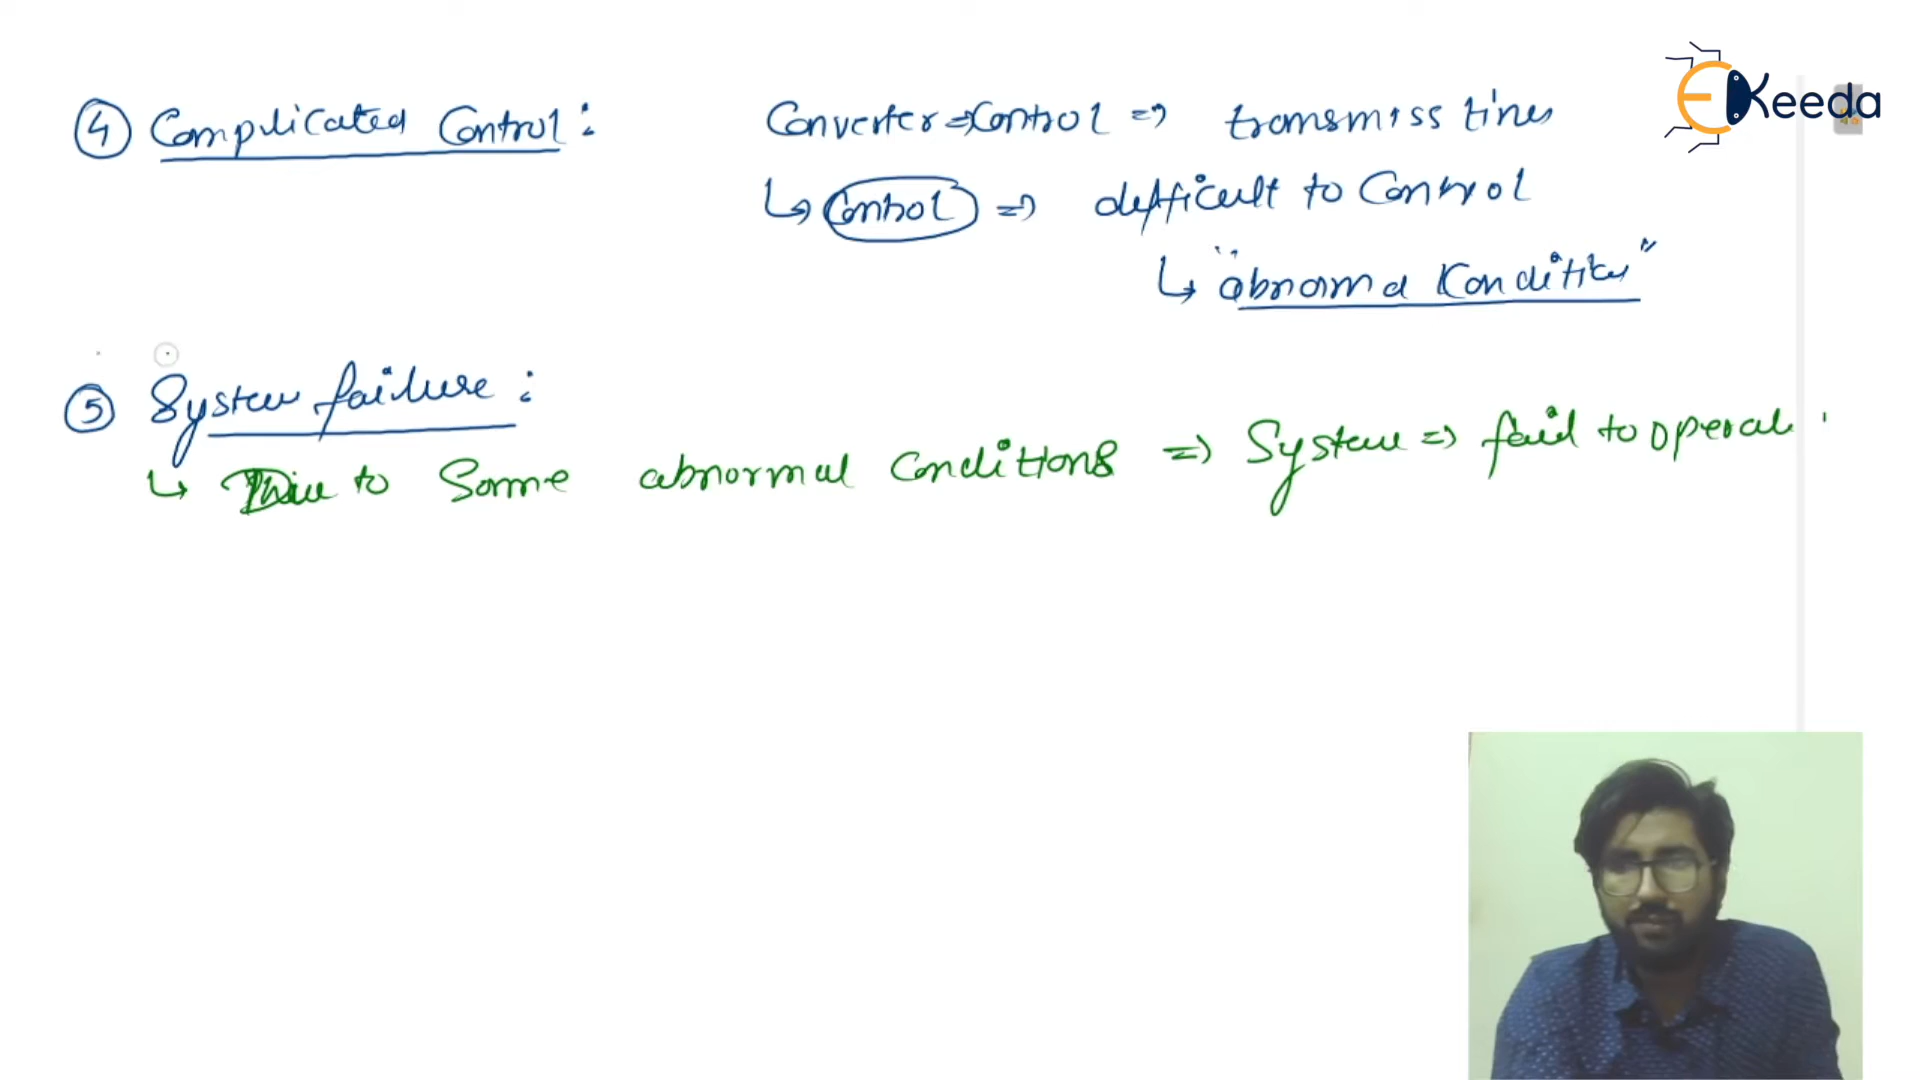 EKeeda
④ Complicated Control : Converter ⇒ Control ⇒ transmiss lines
↳ Control ⇒ difficult to Control
↳ "abnormal Condition"
⑤ System failure :
↳ Due to Some abnormal Conditions ⇒ System ⇒ fail to operate .